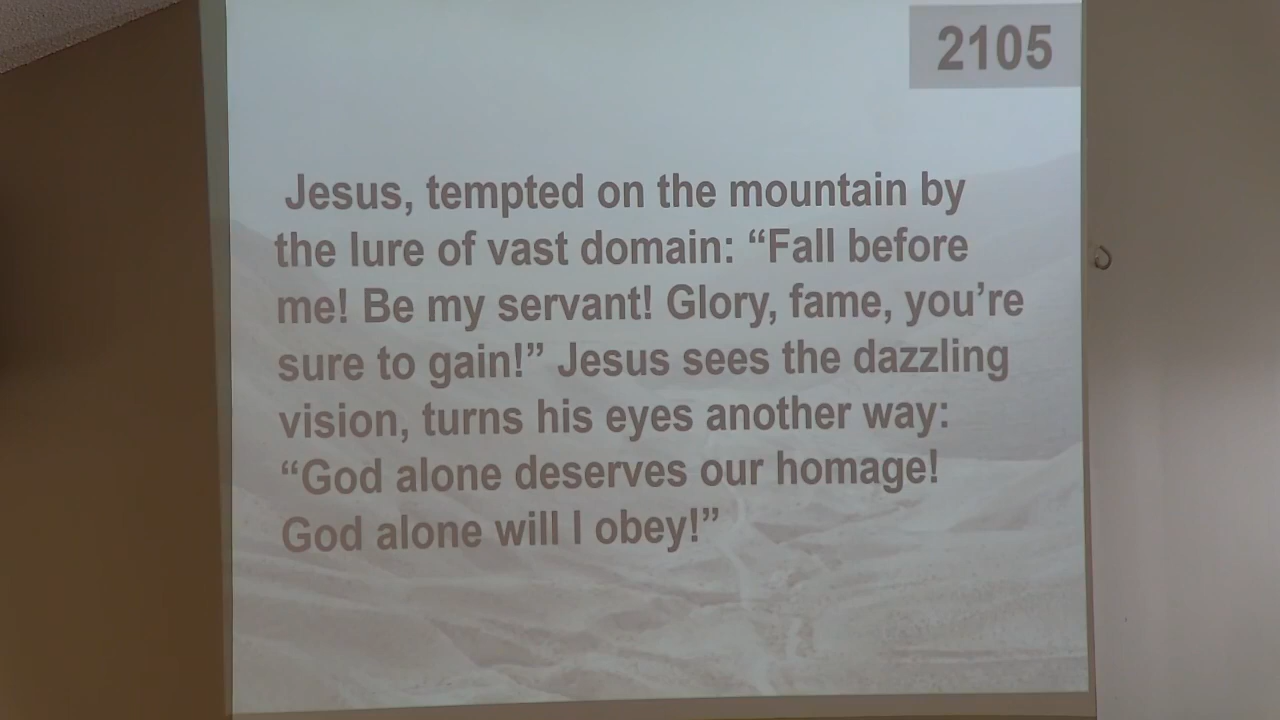 2105
Jesus, tempted on the mountain by
the lure of vast domain: “Fall before
me! Be my servant! Glory, fame, you’re
sure to gain!” Jesus sees the dazzling
vision, turns his eyes another way:
“God alone deserves our homage!
God alone will I obey!”